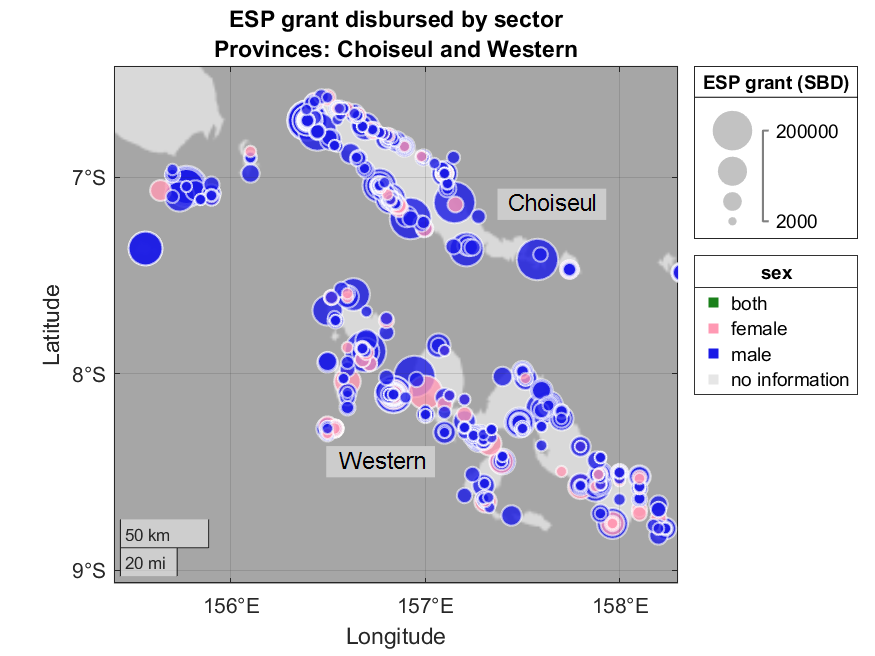 ESP grant disbursed by sector
Provinces: Choiseul and Western
ESP grant (SBD)
200000
2000
sex
both
female
male
no information
7°S
8°S
9°S
Latitude
Choiseul
Western
50 km
20 mi
156°E
157°E
158°E
Longitude